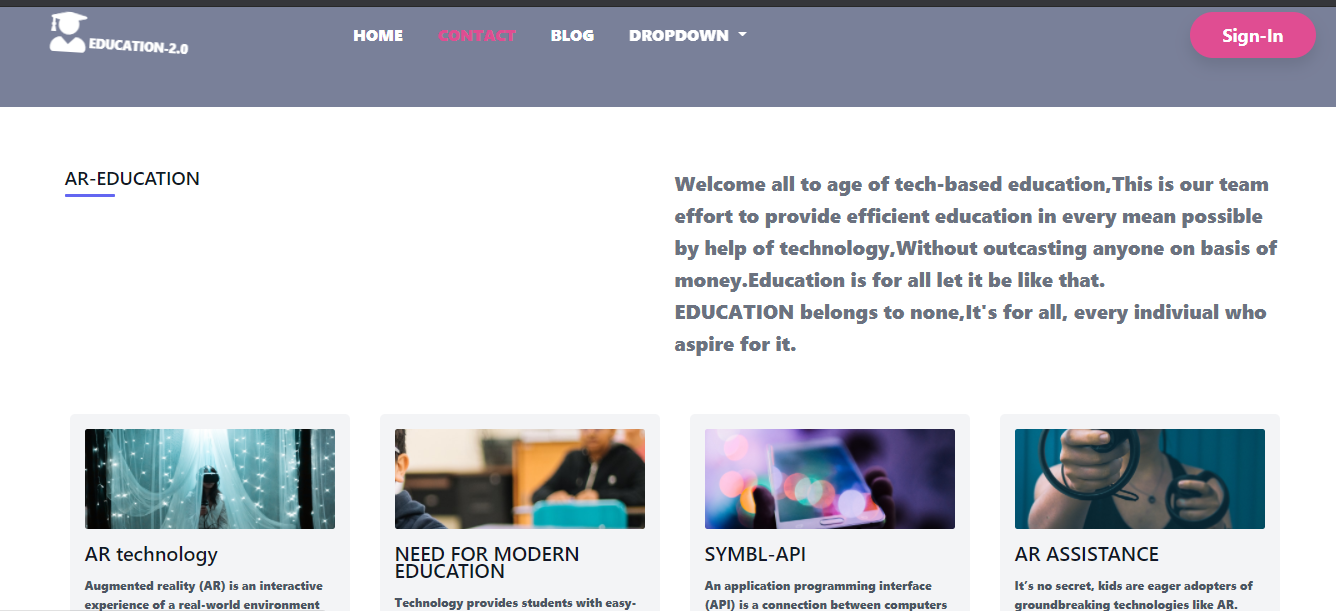 EDUCATION-2.0
HOME
CONTACT
BLOG
DROPDOWN
Sign-In
AR-EDUCATION
Welcome all to age of tech-based education,This is our team
effort to provide efficient education in every mean possible
by help of technology,Without outcasting anyone on basis of
money.Education is for all let it be like that.
EDUCATION belongs to none,It's for all, every indiviual who
aspire for it.
AR technology
Augmented reality (AR) is an interactive
experience of a real-world environment
NEED FOR MODERN
EDUCATION
Technology provides students with easy-
SYMBL-API
An application programming interface
(API) is a connection between computers
AR ASSISTANCE
It's no secret, kids are eager adopters of
groundbreaking technologies like AR.